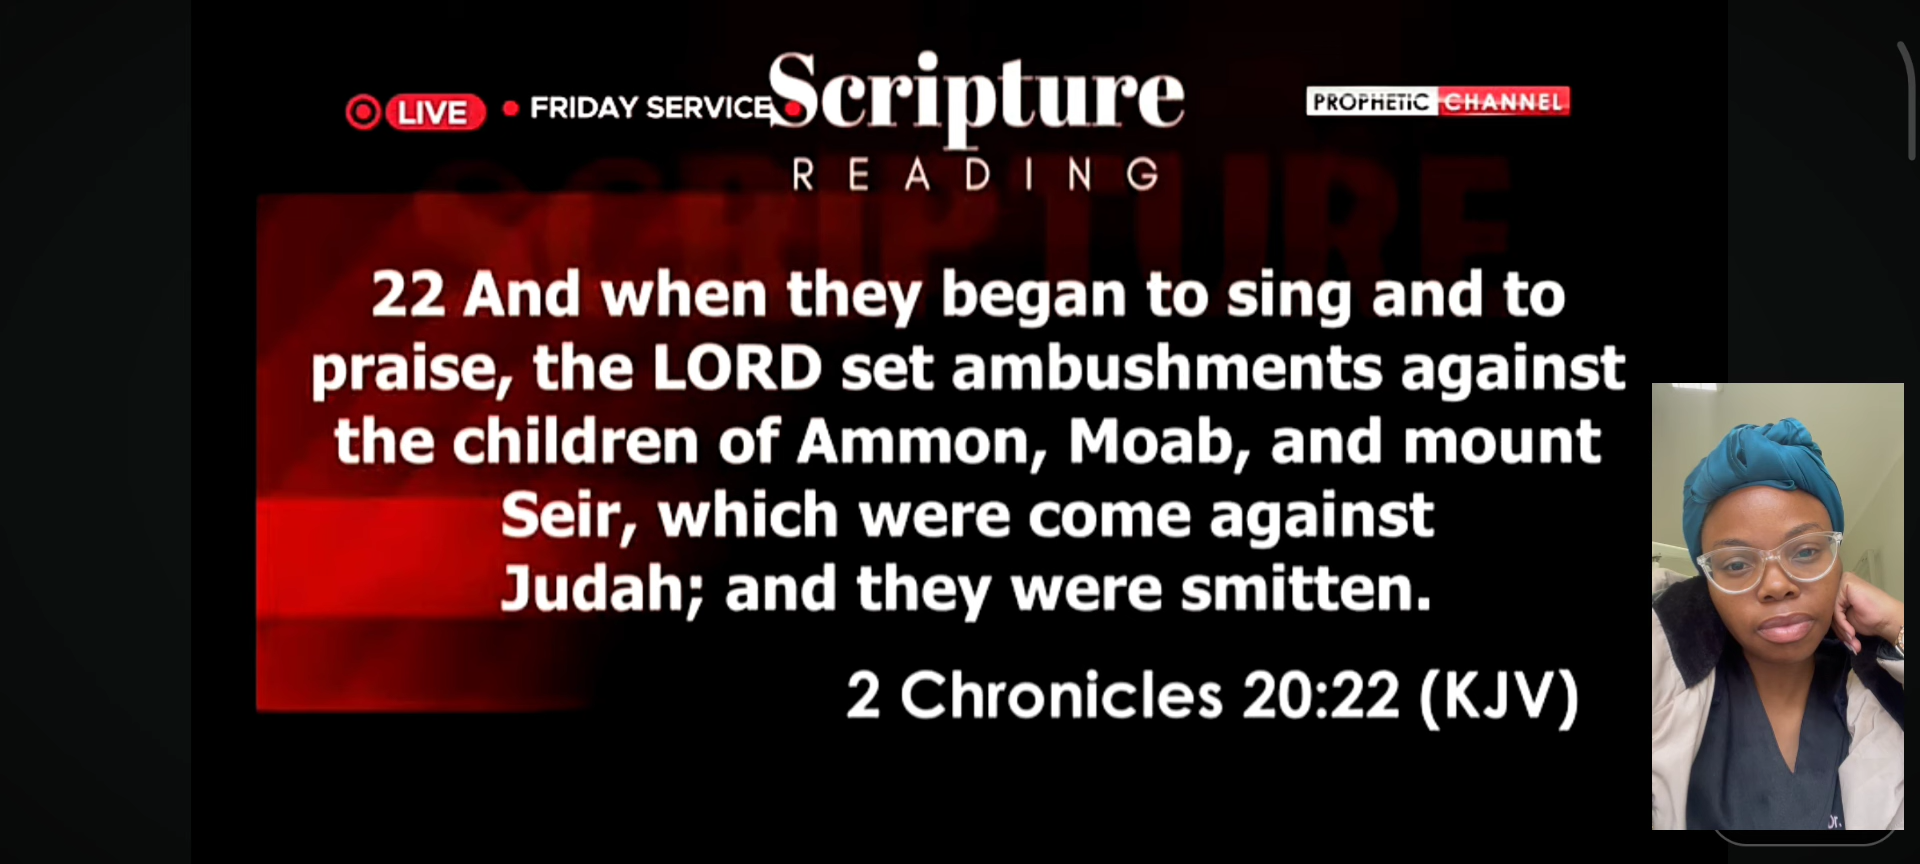 LIVE • FRIDAY SERVICE •
Scripture
READING
PROPHETIC CHANNEL
SCRIPTURE
22 And when they began to sing and to
praise, the LORD set ambushments against
the children of Ammon, Moab, and mount
Seir, which were come against
Judah; and they were smitten.
2 Chronicles 20:22 (KJV)
Dr.